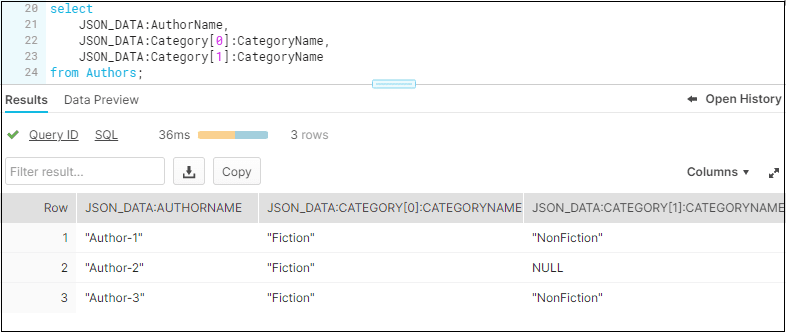 20 select
21 JSON_DATA:AuthorName,
22 JSON_DATA:Category[0]:CategoryName,
23 JSON_DATA:Category[1]:CategoryName
24 from Authors;
Results Data Preview Open History
Query ID SQL 36ms 3 rows
Filter result... Copy Columns
Row JSON_DATA:AUTHORNAME JSON_DATA:CATEGORY[0]:CATEGORYNAME JSON_DATA:CATEGORY[1]:CATEGORYNAME
1 "Author-1" "Fiction" "NonFiction"
2 "Author-2" "Fiction" NULL
3 "Author-3" "Fiction" "NonFiction"